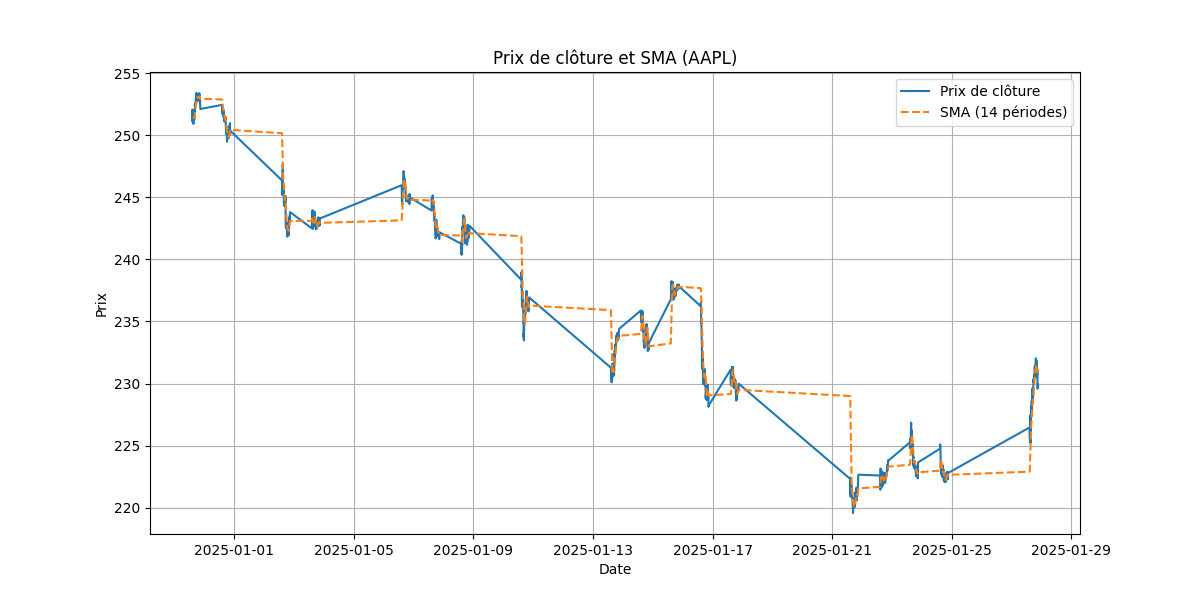 Prix de clôture et SMA (AAPL)
Prix de clôture
SMA (14 périodes)
Prix
255
250
245
240
235
230
225
220
2025-01-01 2025-01-05 2025-01-09 2025-01-13 2025-01-17 2025-01-21 2025-01-25 2025-01-29
Date